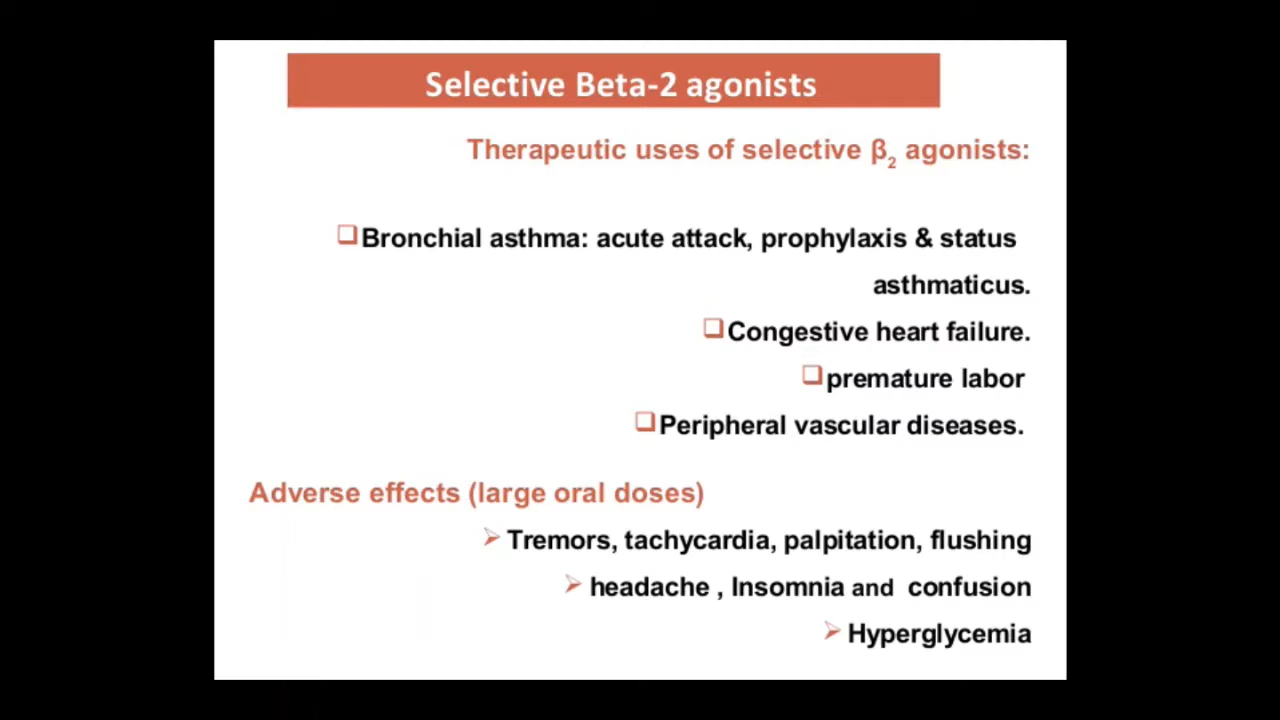 Selective Beta-2 agonists
Therapeutic uses of selective β₂ agonists:
❑Bronchial asthma: acute attack, prophylaxis & status
asthmaticus.
❑Congestive heart failure.
❑premature labor
❑Peripheral vascular diseases.
Adverse effects (large oral doses)
➢ Tremors, tachycardia, palpitation, flushing
➢ headache , Insomnia and confusion
➢ Hyperglycemia